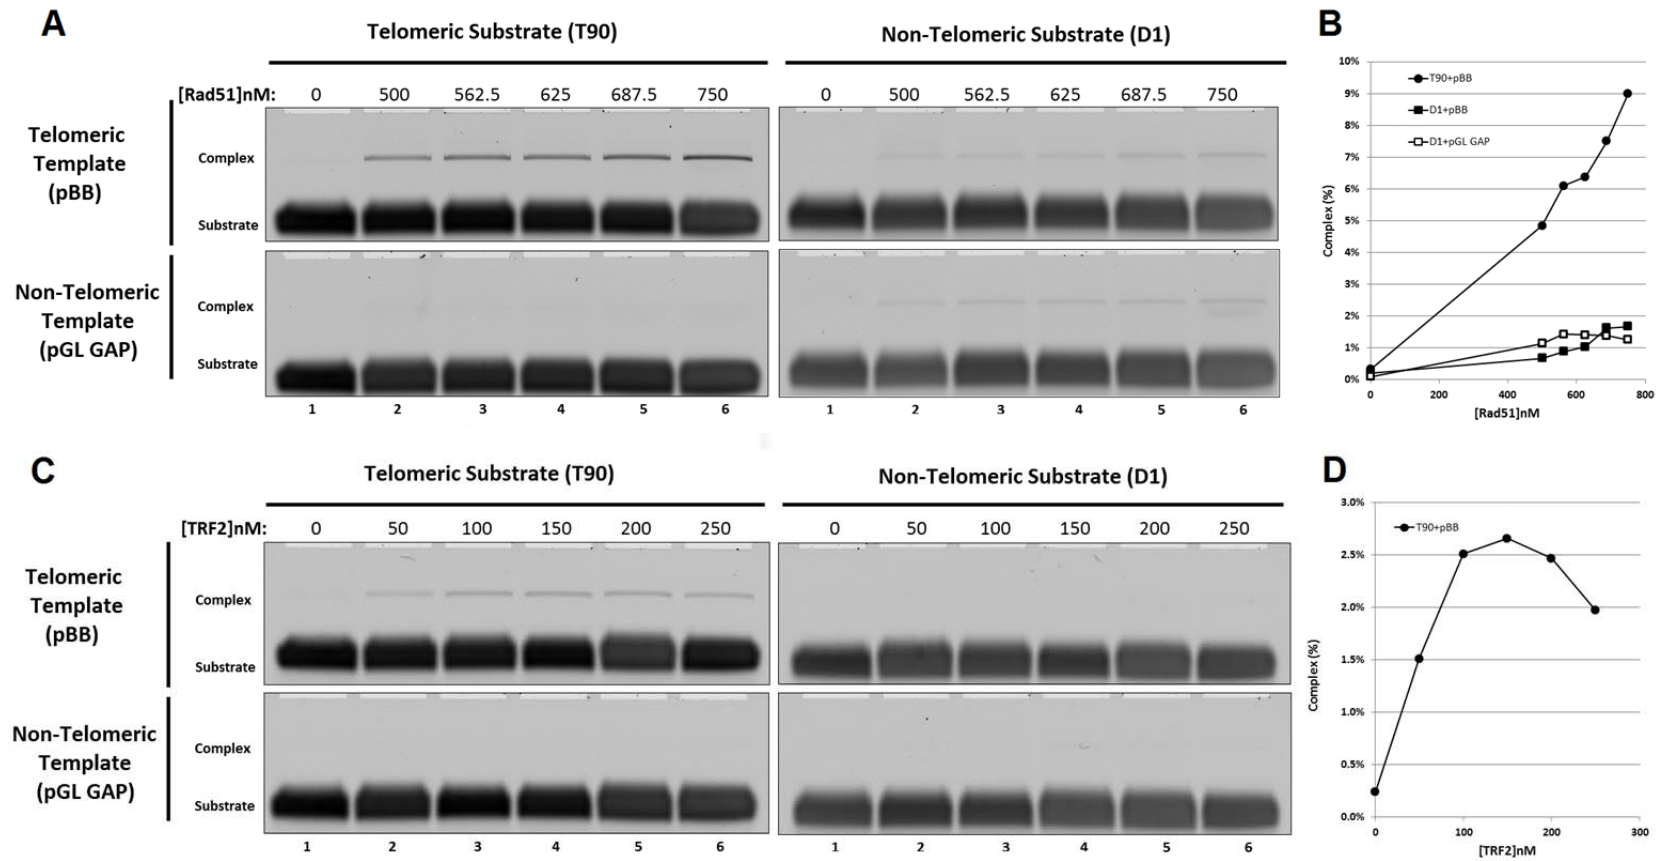 A
Telomeric Substrate (T90)
Non-Telomeric Substrate (D1)
[Rad51]nM: 0 500 562.5 625 687.5 750
0 500 562.5 625 687.5 750
Telomeric
Template
(pBB)
Complex
Substrate
Non-Telomeric
Template
(pGL GAP)
Complex
Substrate
1 2 3 4 5 6
1 2 3 4 5 6
B
10%
9%
8%
7%
6%
5%
4%
3%
2%
1%
0%
Complex (%)
T90+pBB
D1+pBB
D1+pGL GAP
0 200 400 600 800
[Rad51]nM
C
Telomeric Substrate (T90)
Non-Telomeric Substrate (D1)
[TRF2]nM: 0 50 100 150 200 250
0 50 100 150 200 250
Telomeric
Template
(pBB)
Complex
Substrate
Non-Telomeric
Template
(pGL GAP)
Complex
Substrate
1 2 3 4 5 6
1 2 3 4 5 6
D
3.0%
2.5%
2.0%
1.5%
1.0%
0.5%
0.0%
Complex (%)
T90+pBB
0 100 200 300
[TRF2]nM